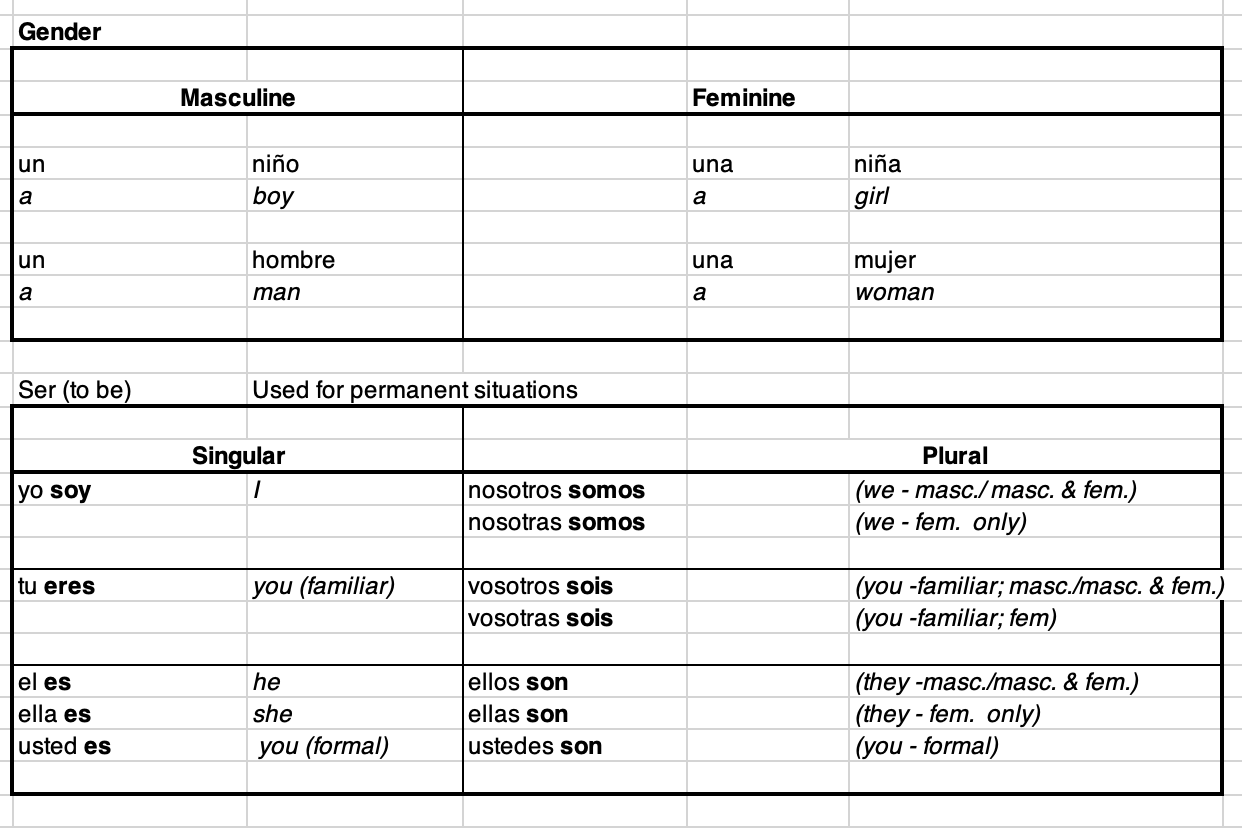 Gender
Masculine Feminine
un niño una niña
a boy a girl
un hombre una mujer
a man a woman
Ser (to be) Used for permanent situations
Singular Plural
yo soy I nosotros somos (we - masc./ masc. & fem.)
nosotras somos (we - fem. only)
tu eres you (familiar) vosotros sois (you -familiar; masc./masc. & fem.)
vosotras sois (you -familiar; fem)
el es he ellos son (they -masc./masc. & fem.)
ella es she ellas son (they - fem. only)
usted es you (formal) ustedes son (you - formal)